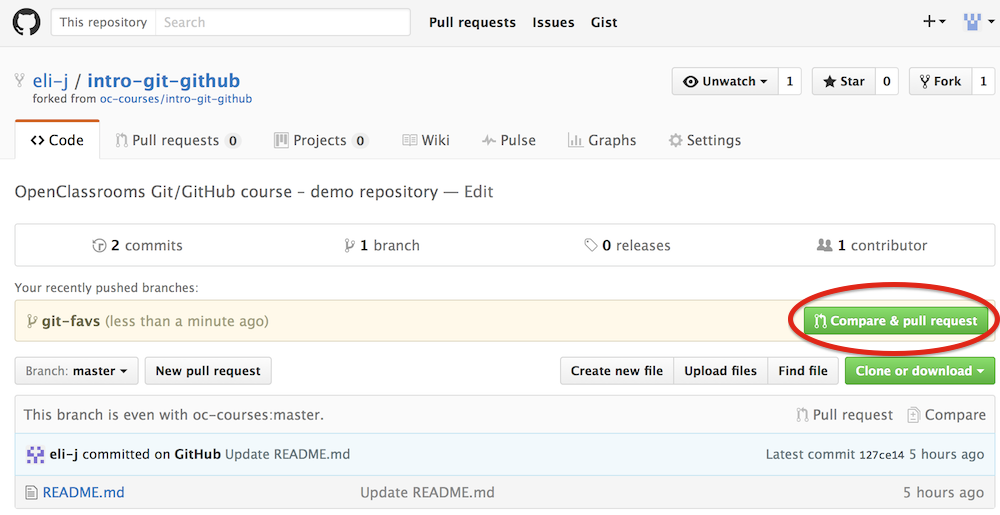 This repository Search Pull requests Issues Gist
eli-j / intro-git-github Unwatch 1 Star 0 Fork 1
forked from oc-courses/intro-git-github
Code Pull requests 0 Projects 0 Wiki Pulse Graphs Settings
OpenClassrooms Git/GitHub course – demo repository — Edit
2 commits 1 branch 0 releases 1 contributor
Your recently pushed branches:
git-favs (less than a minute ago) Compare & pull request
Branch: master New pull request Create new file Upload files Find file Clone or download
This branch is even with oc-courses:master. Pull request Compare
eli-j committed on GitHub Update README.md Latest commit 127ce14 5 hours ago
README.md Update README.md 5 hours ago